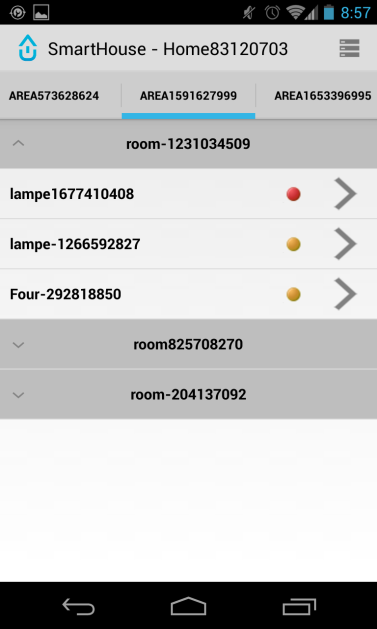 8:57
SmartHouse - Home83120703
AREA573628624 AREA1591627999 AREA1653396995
room-1231034509
lampe1677410408
lampe-1266592827
Four-292818850
room825708270
room-204137092